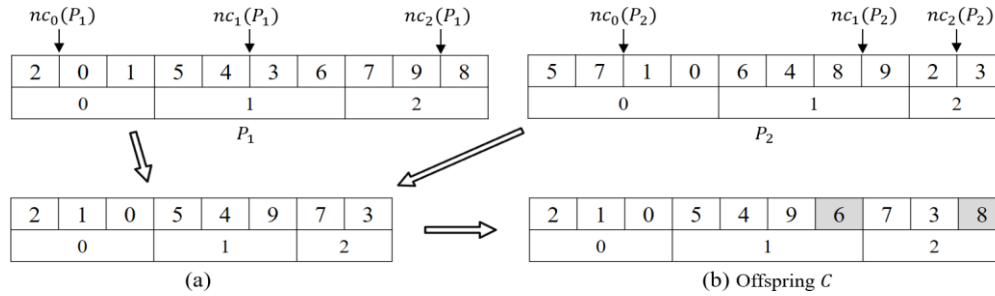 nc₀(P₁) nc₁(P₁) nc₂(P₁) nc₀(P₂) nc₁(P₂) nc₂(P₂)
2 0 1 5 4 3 6 7 9 8 5 7 1 0 6 4 8 9 2 3
0 1 2 0 1 2
P₁ P₂
2 1 0 5 4 9 7 3 2 1 0 5 4 9 6 7 3 8
0 1 2 0 1 2
(a) (b) Offspring C